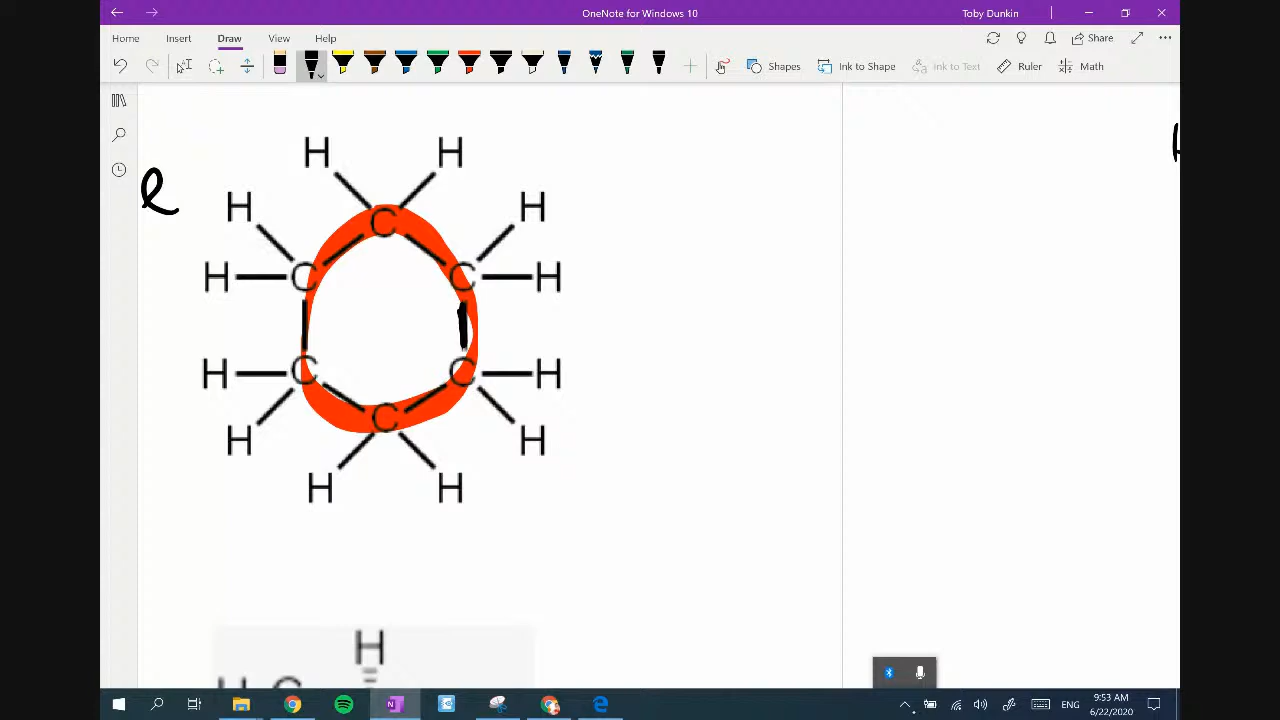 OneNote for Windows 10
Toby Dunkin
Home Insert Draw View Help
Share
Shapes Ink to Shape Ink to Text Ruler Math
H H
H C H
H C C H
e
H C C H
H C H
H H
H
9:53 AM
ENG
6/22/2020